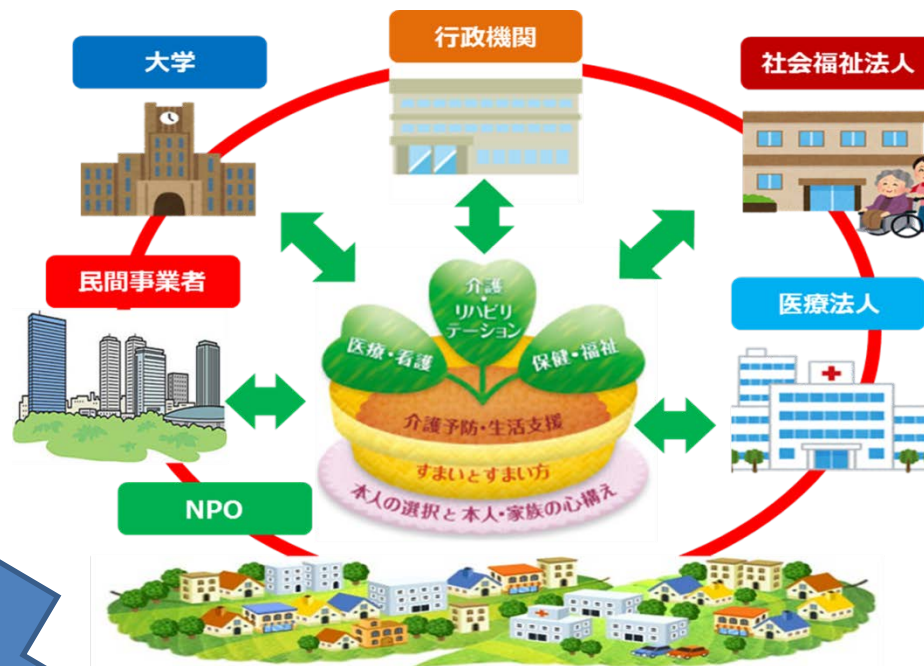 行政機関
大学
社会福祉法人
民間事業者
医療法人
介護
・
リハビリ
テーション
医療・看護
保健・福祉
介護予防・生活支援
すまいとすまい方
本人の選択と本人・家族の心構え
NPO